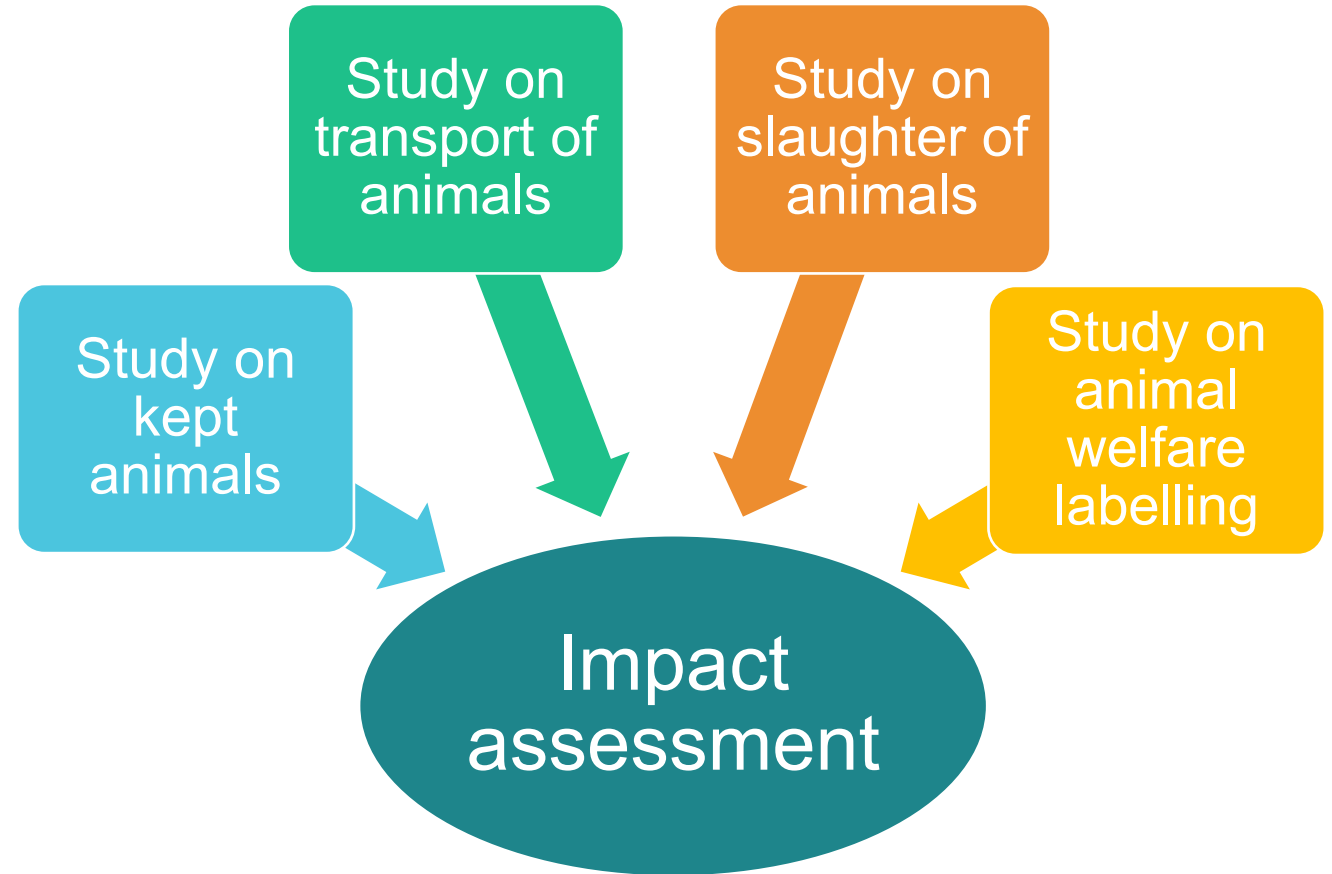 Study on
kept
animals
Study on
transport of
animals
Study on
slaughter of
animals
Study on
animal
welfare
labelling
Impact
assessment